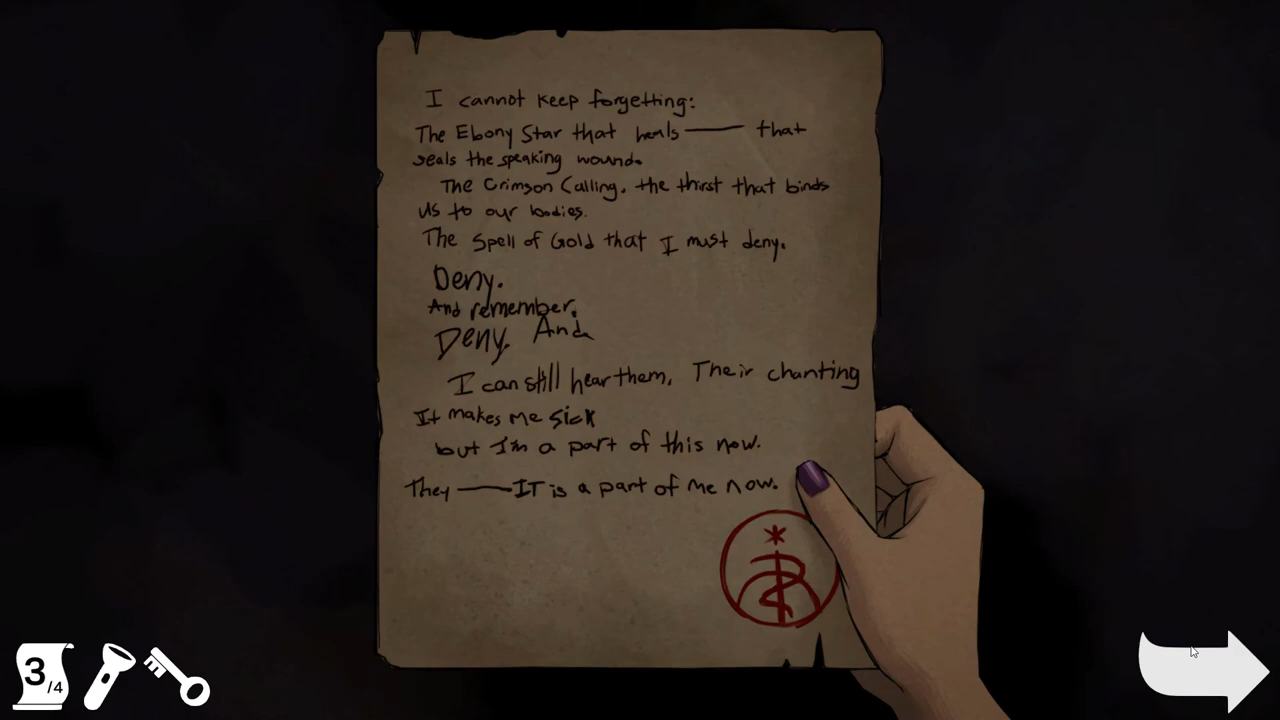 I cannot keep forgetting:
The Ebony Star that heals — that
seals the speaking wound.
The Crimson Calling, the thirst that binds
us to our bodies.
The Spell of Gold that I must deny.
Deny.
And remember.
Deny. And
I can still hear them, Their chanting
It makes me sick
but I'm a part of this now.
They — IT is a part of me now.
3/4